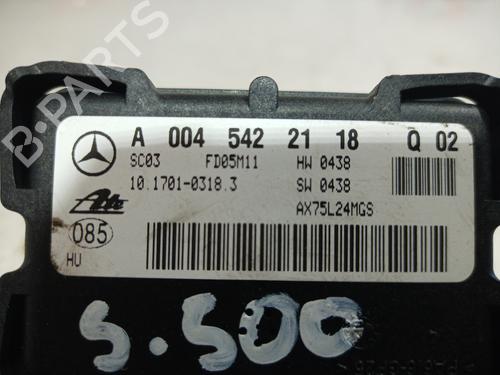 A 004 542 21 18 Q 02
SC03 FD05M11 HW 0438
10.1701-0318.3 SW 0438
AX75L24MGS
Ate
085
HU
S.500